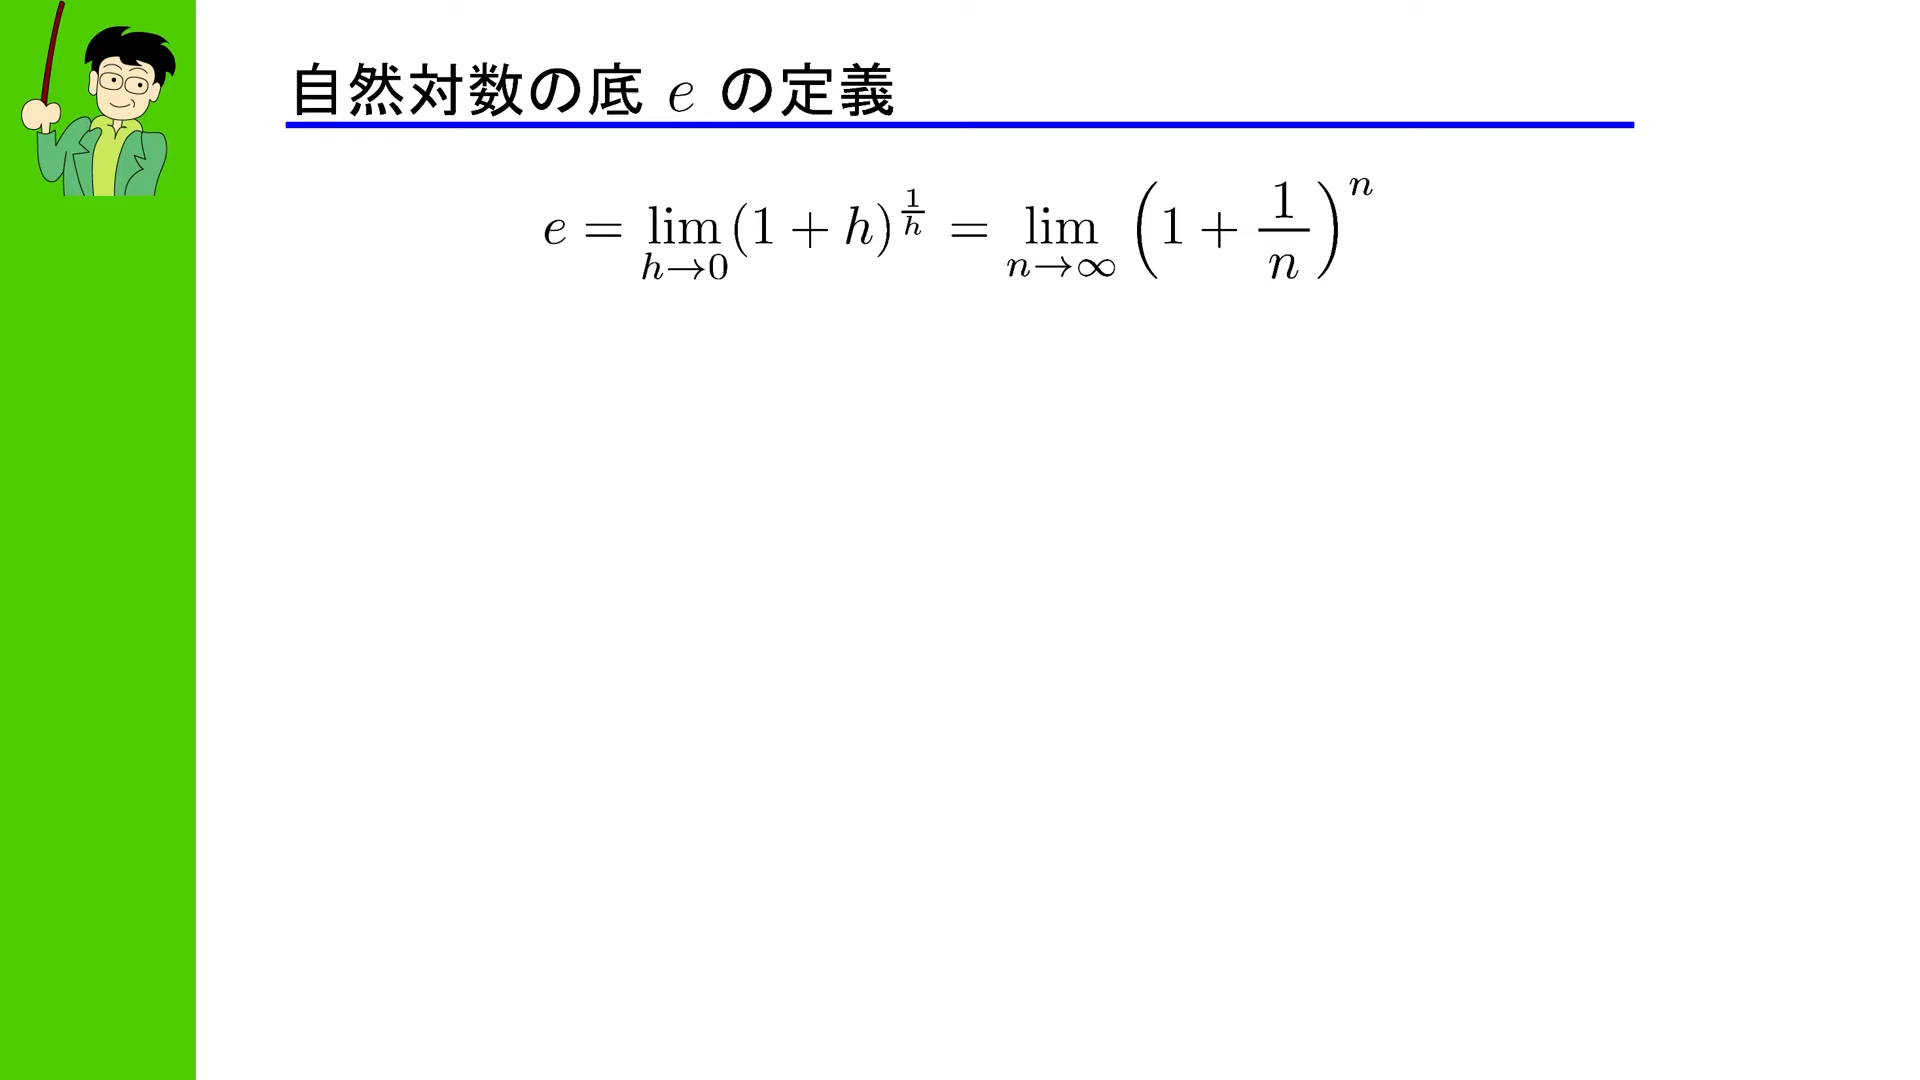 自然対数の底 e の定義
e = lim_{h→0} (1 + h)^{1/h} = lim_{n→∞} (1 + 1/n)^n